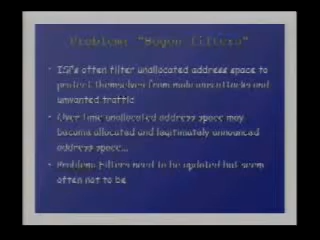 Problem: "Bogon Filters"
• ISPs often filter unallocated address space to
protect themselves from malicious attacks and
unwanted traffic
• Over time unallocated address space may
become allocated and legitimately announced
address space...
• Problem: Filters need to be updated but seem
often not to be